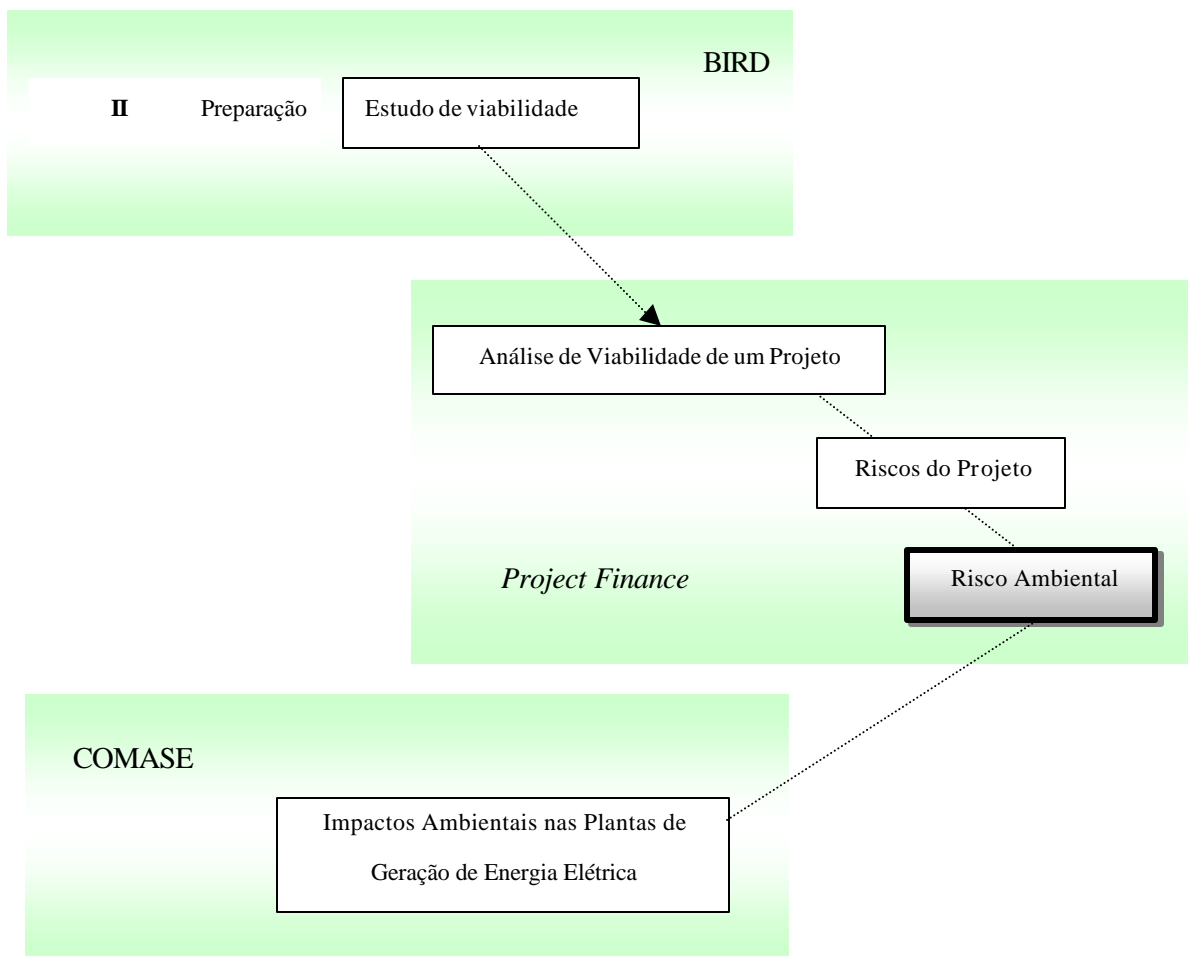 BIRD
II Preparação
Estudo de viabilidade
Análise de Viabilidade de um Projeto
Riscos do Projeto
Project Finance
Risco Ambiental
COMASE
Impactos Ambientais nas Plantas de
Geração de Energia Elétrica